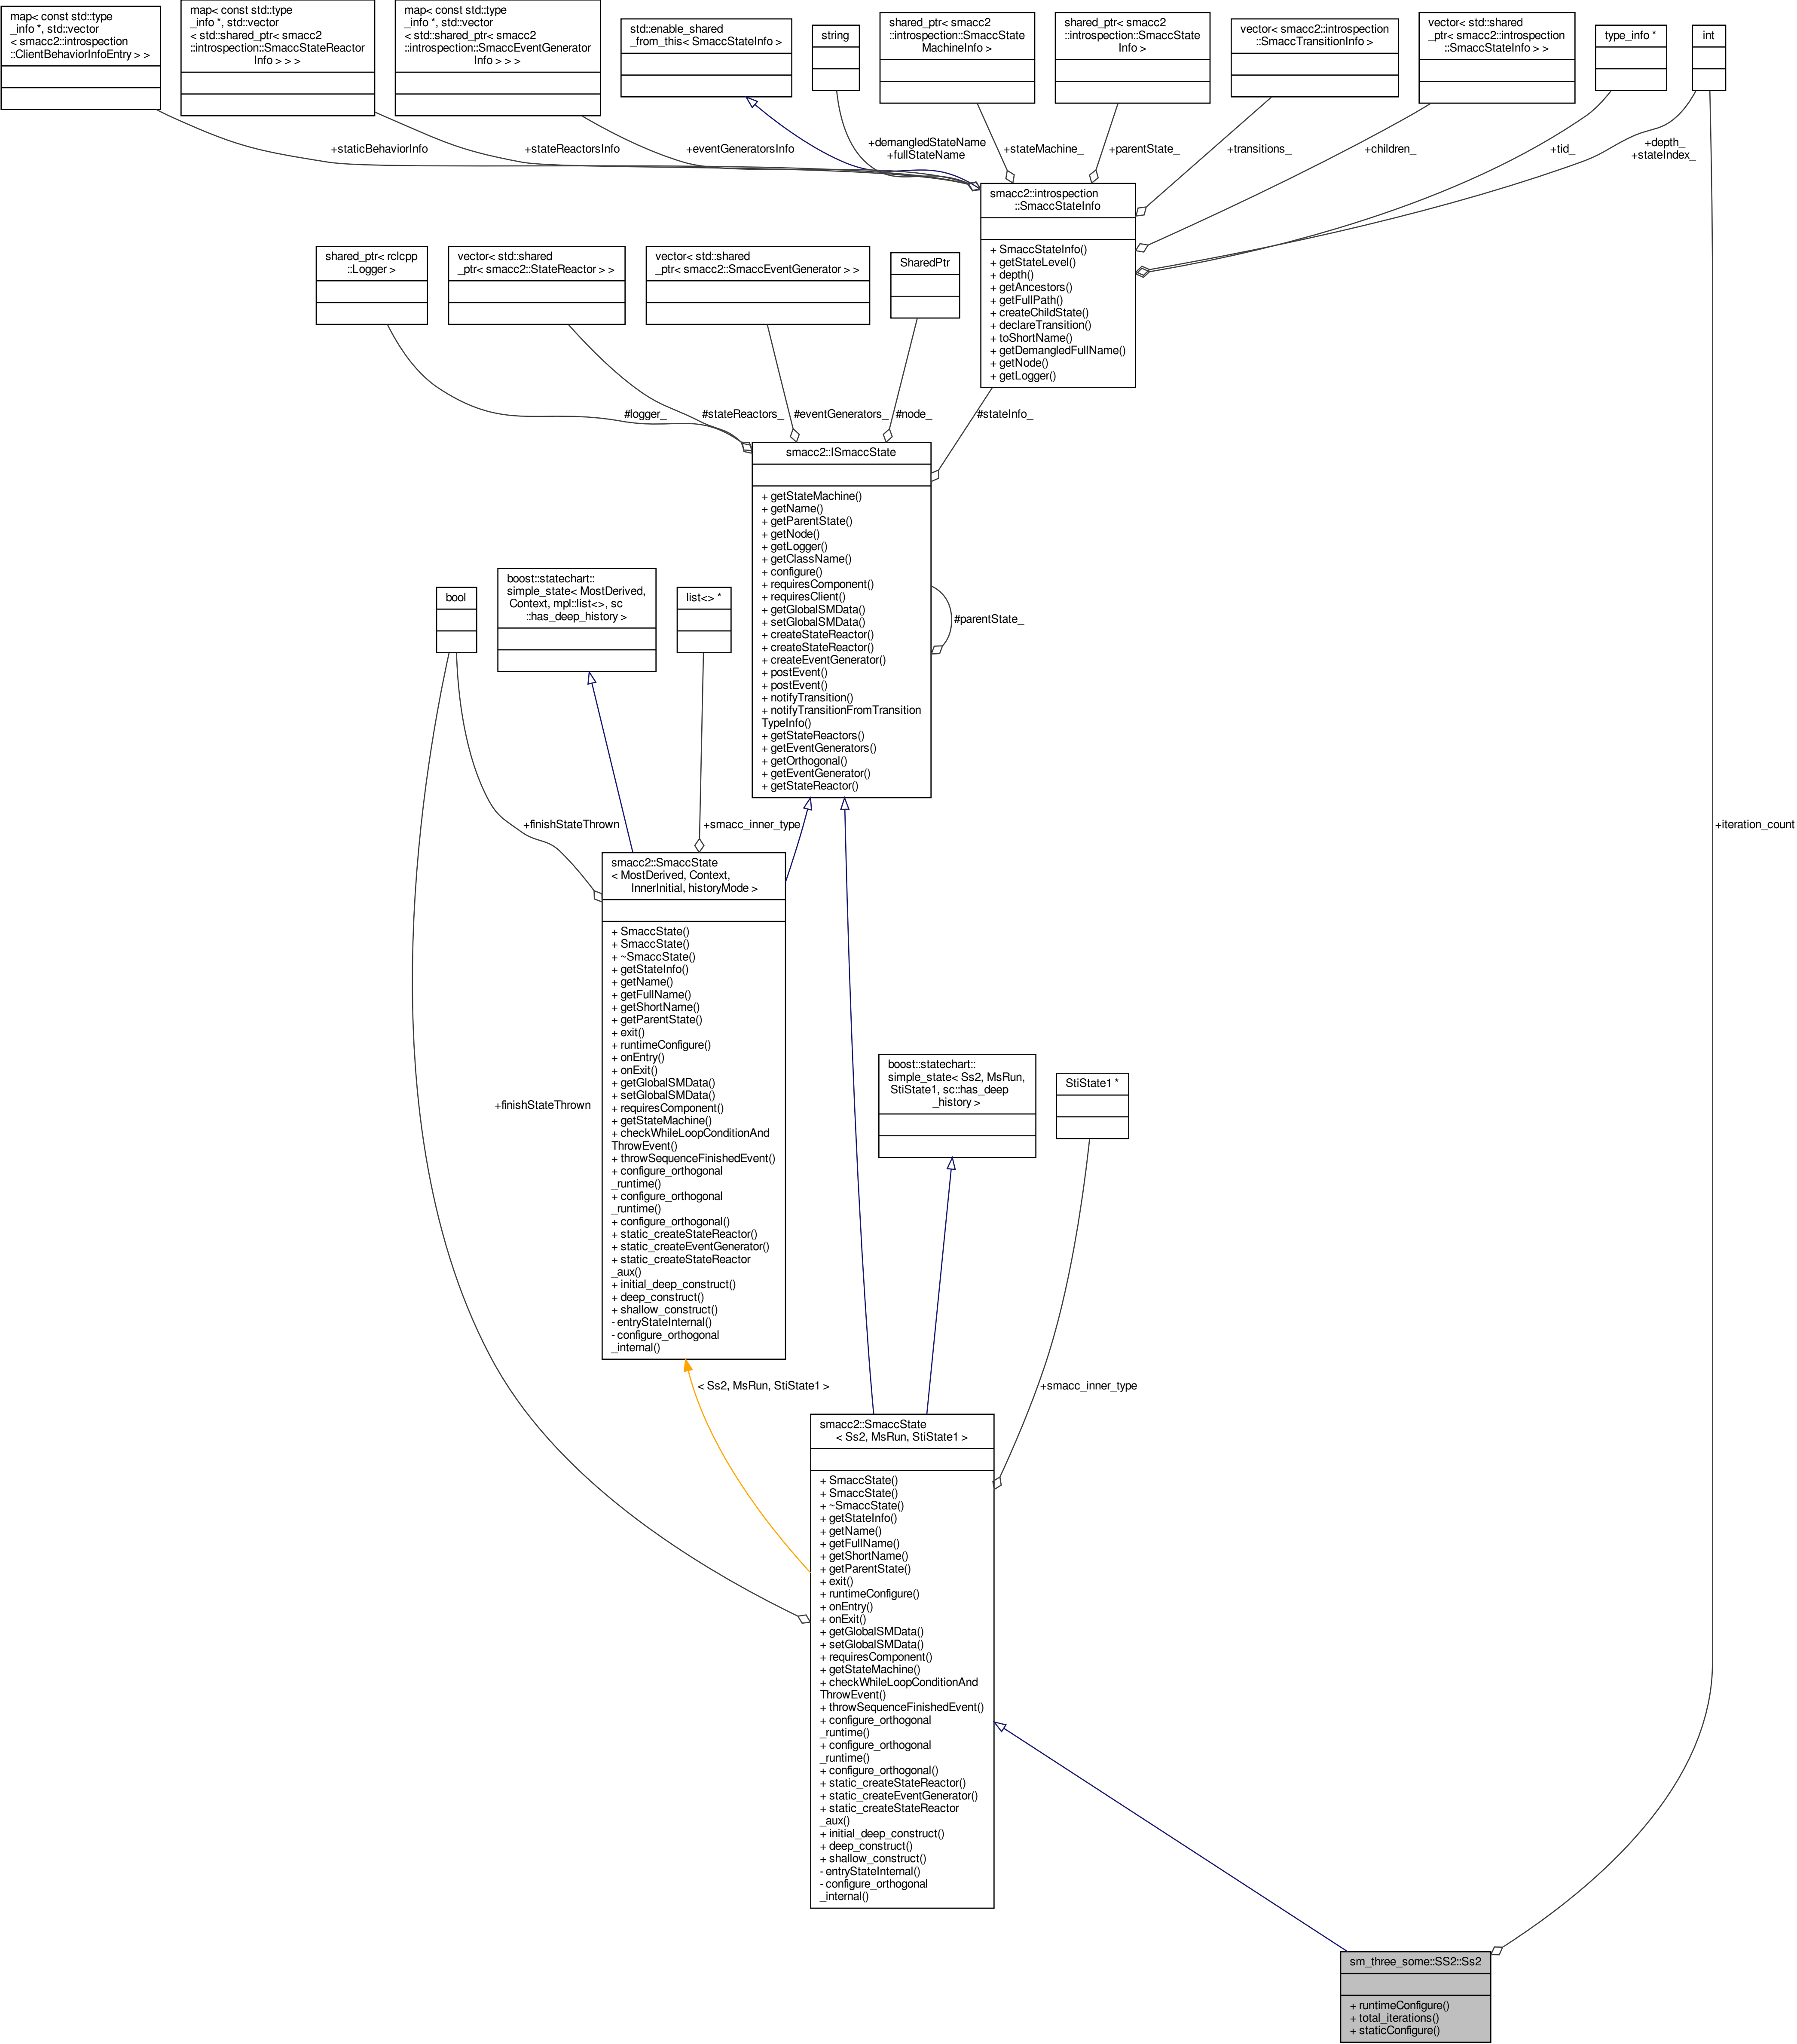 map< const std::type
_info *, std::vector
< smacc2::introspection
::ClientBehaviorInfoEntry > >
map< const std::type
_info *, std::vector
< std::shared_ptr< smacc2
::introspection::SmaccStateReactor
Info > > >
map< const std::type
_info *, std::vector
< std::shared_ptr< smacc2
::introspection::SmaccEventGenerator
Info > > >
std::enable_shared
_from_this< SmaccStateInfo >
string
shared_ptr< smacc2
::introspection::SmaccState
MachineInfo >
shared_ptr< smacc2
::introspection::SmaccState
Info >
vector< smacc2::introspection
::SmaccTransitionInfo >
vector< std::shared
_ptr< smacc2::introspection
::SmaccStateInfo > >
type_info *
int
+staticBehaviorInfo
+stateReactorsInfo
+eventGeneratorsInfo
+demangledStateName
+fullStateName
+stateMachine_
+parentState_
+transitions_
+children_
+tid_
+depth_
+stateIndex_
smacc2::introspection
::SmaccStateInfo
+ SmaccStateInfo()
+ getStateLevel()
+ depth()
+ getAncestors()
+ getFullPath()
+ createChildState()
+ declareTransition()
+ toShortName()
+ getDemangledFullName()
+ getNode()
+ getLogger()
shared_ptr< rclcpp
::Logger >
vector< std::shared
_ptr< smacc2::StateReactor > >
vector< std::shared
_ptr< smacc2::SmaccEventGenerator > >
SharedPtr
#logger_
#stateReactors_
#eventGenerators_
#node_
#stateInfo_
smacc2::ISmaccState
+ getStateMachine()
+ getName()
+ getParentState()
+ getNode()
+ getLogger()
+ getClassName()
+ configure()
+ requiresComponent()
+ requiresClient()
+ getGlobalSMData()
+ setGlobalSMData()
+ createStateReactor()
+ createStateReactor()
+ createEventGenerator()
+ postEvent()
+ postEvent()
+ notifyTransition()
+ notifyTransitionFromTransition
TypeInfo()
+ getStateReactors()
+ getEventGenerators()
+ getOrthogonal()
+ getEventGenerator()
+ getStateReactor()
#parentState_
bool
boost::statechart::
simple_state< MostDerived,
Context, mpl::list<>, sc
::has_deep_history >
list<> *
+finishStateThrown
+smacc_inner_type
+iteration_count
smacc2::SmaccState
< MostDerived, Context,
InnerInitial, historyMode >
+ SmaccState()
+ SmaccState()
+ ~SmaccState()
+ getStateInfo()
+ getName()
+ getFullName()
+ getShortName()
+ getParentState()
+ exit()
+ runtimeConfigure()
+ onEntry()
+ onExit()
+ getGlobalSMData()
+ setGlobalSMData()
+ requiresComponent()
+ getStateMachine()
+ checkWhileLoopConditionAnd
ThrowEvent()
+ throwSequenceFinishedEvent()
+ configure_orthogonal
_runtime()
+ configure_orthogonal
_runtime()
+ configure_orthogonal()
+ static_createStateReactor()
+ static_createEventGenerator()
+ static_createStateReactor
_aux()
+ initial_deep_construct()
+ deep_construct()
+ shallow_construct()
- entryStateInternal()
- configure_orthogonal
_internal()
+finishStateThrown
boost::statechart::
simple_state< Ss2, MsRun,
StiState1, sc::has_deep
_history >
StiState1 *
< Ss2, MsRun, StiState1 >
+smacc_inner_type
smacc2::SmaccState
< Ss2, MsRun, StiState1 >
+ SmaccState()
+ SmaccState()
+ ~SmaccState()
+ getStateInfo()
+ getName()
+ getFullName()
+ getShortName()
+ getParentState()
+ exit()
+ runtimeConfigure()
+ onEntry()
+ onExit()
+ getGlobalSMData()
+ setGlobalSMData()
+ requiresComponent()
+ getStateMachine()
+ checkWhileLoopConditionAnd
ThrowEvent()
+ throwSequenceFinishedEvent()
+ configure_orthogonal
_runtime()
+ configure_orthogonal
_runtime()
+ configure_orthogonal()
+ static_createStateReactor()
+ static_createEventGenerator()
+ static_createStateReactor
_aux()
+ initial_deep_construct()
+ deep_construct()
+ shallow_construct()
- entryStateInternal()
- configure_orthogonal
_internal()
sm_three_some::SS2::Ss2
+ runtimeConfigure()
+ total_iterations()
+ staticConfigure()